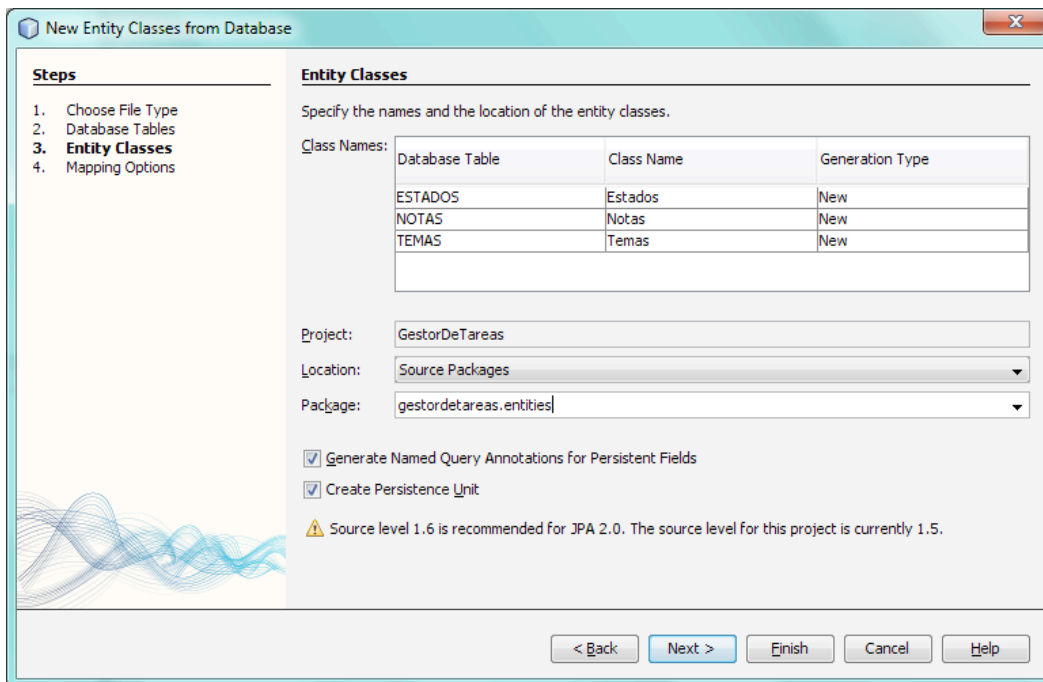 New Entity Classes from Database
Steps
1. Choose File Type
2. Database Tables
3. Entity Classes
4. Mapping Options
Entity Classes
Specify the names and the location of the entity classes.
Class Names:
Database Table Class Name Generation Type
ESTADOS Estados New
NOTAS Notas New
TEMAS Temas New
Project: GestorDeTareas
Location: Source Packages
Package: gestordetareas.entities
Generate Named Query Annotations for Persistent Fields
Create Persistence Unit
Source level 1.6 is recommended for JPA 2.0. The source level for this project is currently 1.5.
< Back Next > Finish Cancel Help